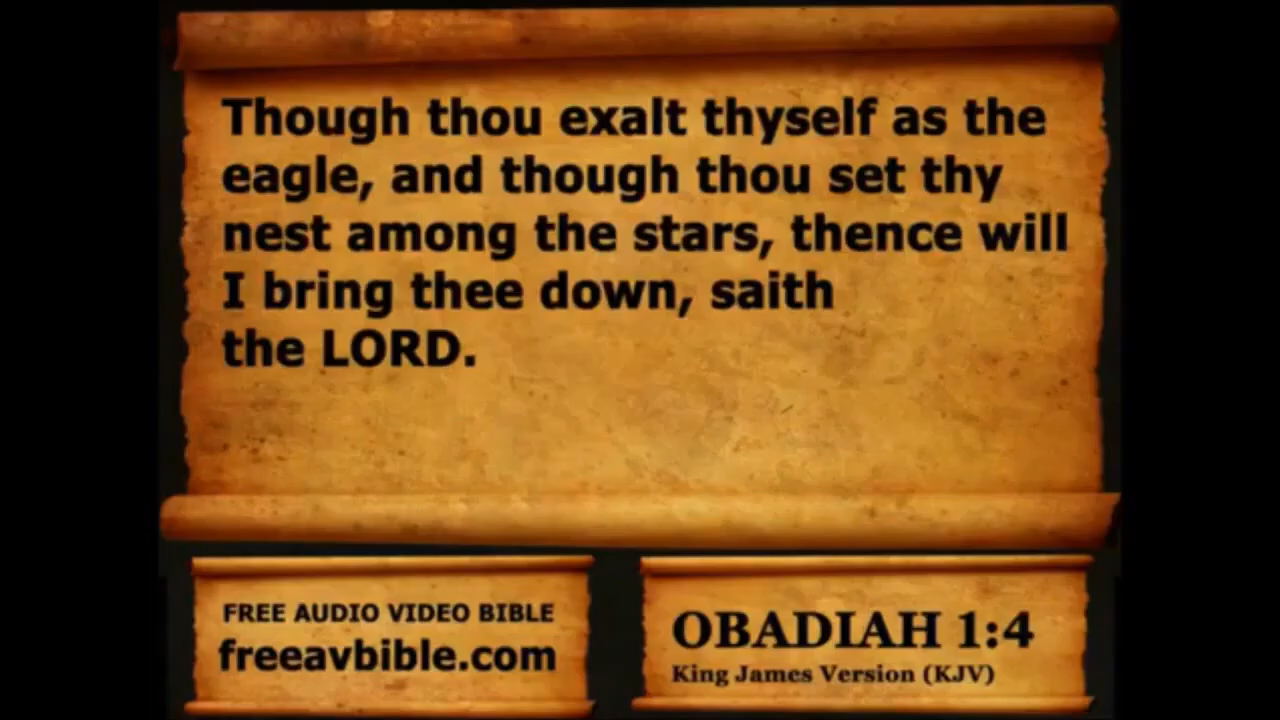 Though thou exalt thyself as the
eagle, and though thou set thy
nest among the stars, thence will
I bring thee down, saith
the LORD.
FREE AUDIO VIDEO BIBLE
freeavbible.com
OBADIAH 1:4
King James Version (KJV)